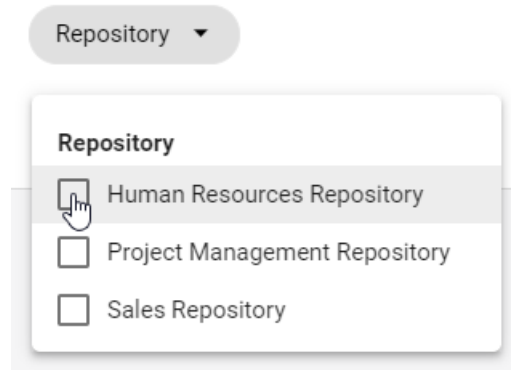 Repository
Repository
Human Resources Repository
Project Management Repository
Sales Repository